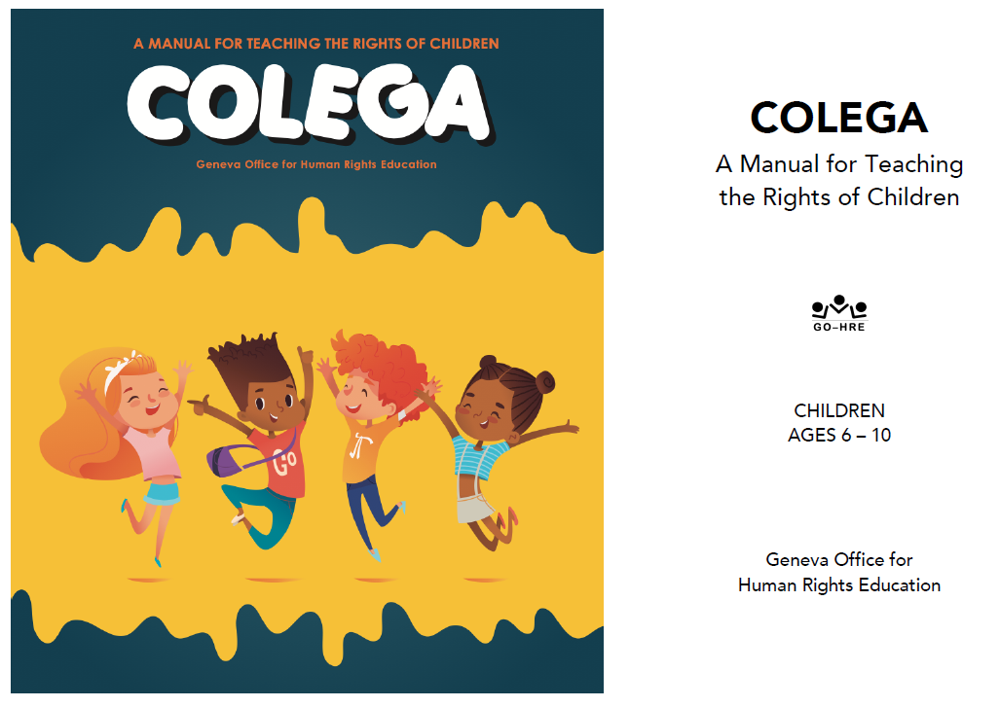 A MANUAL FOR TEACHING THE RIGHTS OF CHILDREN
COLEGA
Geneva Office for Human Rights Education
GO
π
COLEGA
A Manual for Teaching
the Rights of Children
GO–HRE
CHILDREN
AGES 6 – 10
Geneva Office for
Human Rights Education